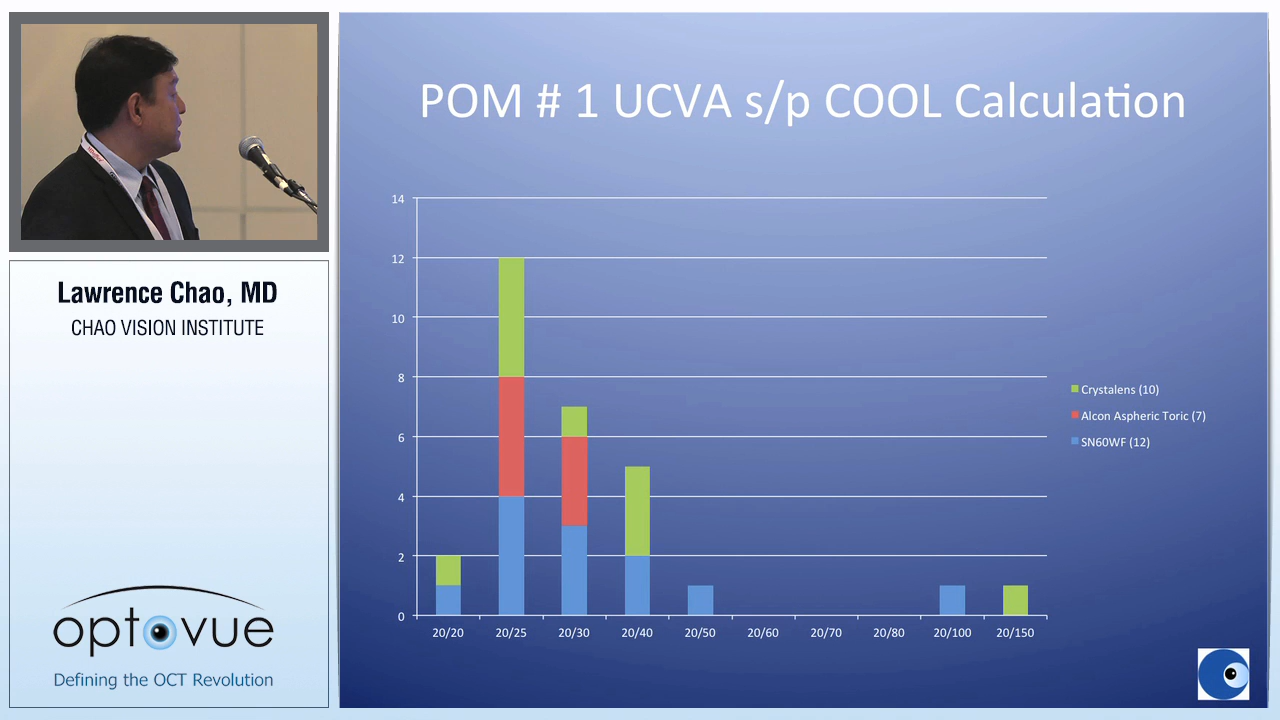 POM # 1 UCVA s/p COOL Calculation
14
12
10
8
6
4
2
0
20/20 20/25 20/30 20/40 20/50 20/60 20/70 20/80 20/100 20/150
Crystalens (10)
Alcon Aspheric Toric (7)
SN60WF (12)
Lawrence Chao, MD
CHAO VISION INSTITUTE
optovue
Defining the OCT Revolution